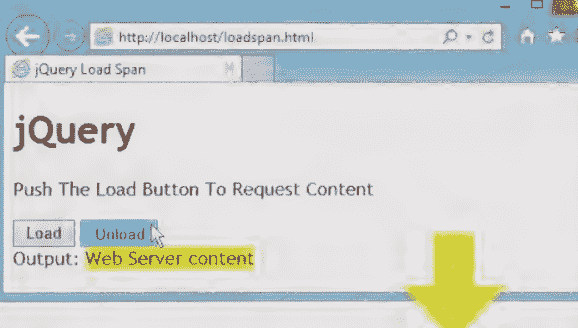 http://localhost/loadspan.html
jQuery Load Span
jQuery
Push The Load Button To Request Content
Load Unload
Output: Web Server content